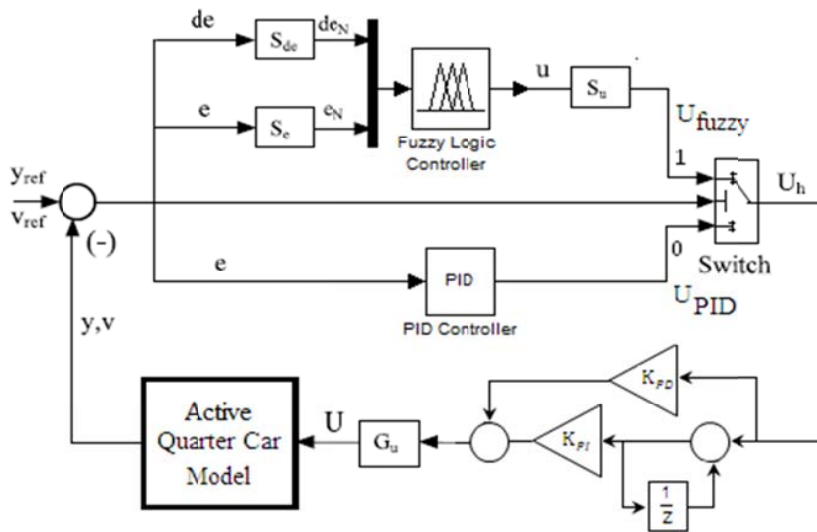 de
S_de
de_N
e
S_e
e_N
Fuzzy Logic
Controller
u
S_u
U_fuzzy
1
y_ref
v_ref
(-)
U_h
0
Switch
e
PID
PID Controller
U_PID
y,v
Active
Quarter Car
Model
U
G_u
K_PD
K_PI
1
z